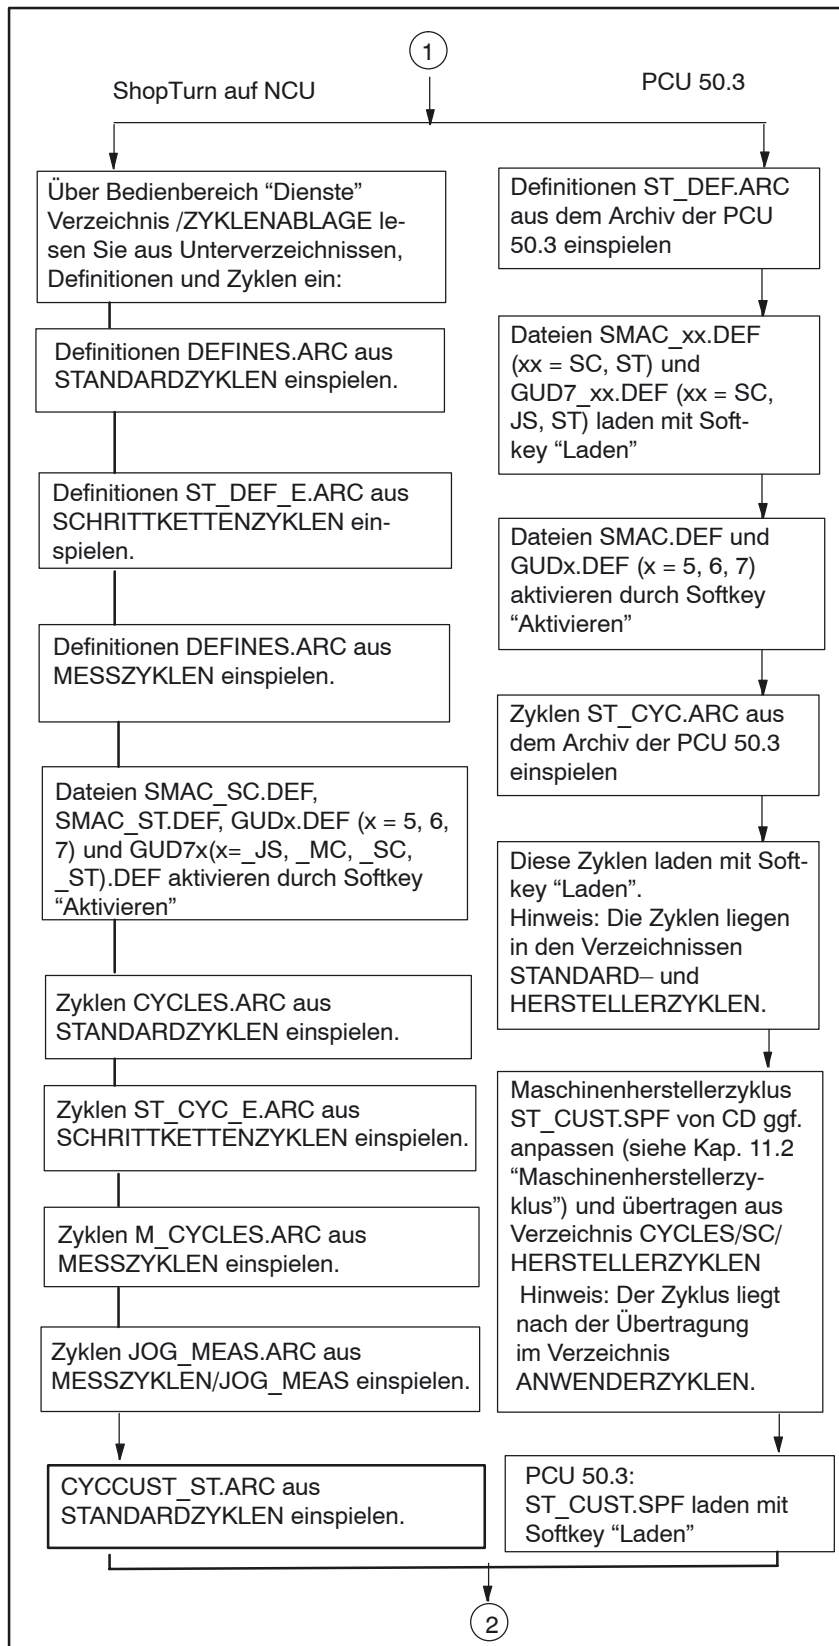 1
ShopTurn auf NCU
PCU 50.3
Über Bedienbereich “Dienste”
Verzeichnis /ZYKLENABLAGE le-
sen Sie aus Unterverzeichnissen,
Definitionen und Zyklen ein:
Definitionen DEFINES.ARC aus
STANDARDZYKLEN einspielen.
Definitionen ST_DEF_E.ARC aus
SCHRITTKETTENZYKLEN ein-
spielen.
Definitionen DEFINES.ARC aus
MESSZYKLEN einspielen.
Dateien SMAC_SC.DEF,
SMAC_ST.DEF, GUDx.DEF (x = 5, 6,
7) und GUD7x(x=_JS, _MC, _SC,
_ST).DEF aktivieren durch Softkey
“Aktivieren”
Zyklen CYCLES.ARC aus
STANDARDZYKLEN einspielen.
Zyklen ST_CYC_E.ARC aus
SCHRITTKETTENZYKLEN einspielen.
Zyklen M_CYCLES.ARC aus
MESSZYKLEN einspielen.
Zyklen JOG_MEAS.ARC aus
MESSZYKLEN/JOG_MEAS einspielen.
CYCCUST_ST.ARC aus
STANDARDZYKLEN einspielen.
Definitionen ST_DEF.ARC
aus dem Archiv der PCU
50.3 einspielen
Dateien SMAC_xx.DEF
(xx = SC, ST) und
GUD7_xx.DEF (xx = SC,
JS, ST) laden mit Soft-
key “Laden”
Dateien SMAC.DEF und
GUDx.DEF (x = 5, 6, 7)
aktivieren durch Softkey
“Aktivieren”
Zyklen ST_CYC.ARC aus
dem Archiv der PCU 50.3
einspielen
Diese Zyklen laden mit Soft-
key “Laden”.
Hinweis: Die Zyklen liegen
in den Verzeichnissen
STANDARD– und
HERSTELLERZYKLEN.
Maschinenherstellerzyklus
ST_CUST.SPF von CD ggf.
anpassen (siehe Kap. 11.2
“Maschinenherstellerzy-
klus”) und übertragen aus
Verzeichnis CYCLES/SC/
HERSTELLERZYKLEN
Hinweis: Der Zyklus liegt
nach der Übertragung
im Verzeichnis
ANWENDERZYKLEN.
PCU 50.3:
ST_CUST.SPF laden mit
Softkey “Laden”
2